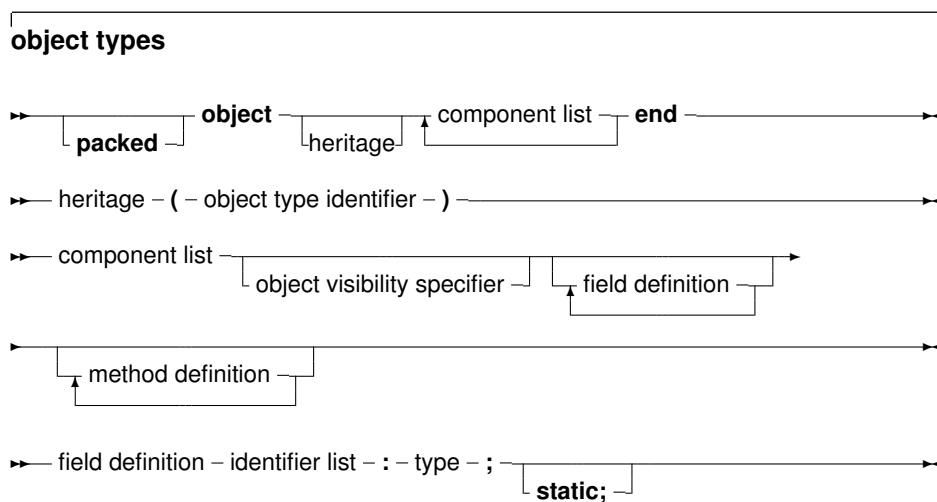 object types
packed object heritage component list end
heritage ( object type identifier )
component list object visibility specifier field definition
method definition
field definition identifier list : type ; static;